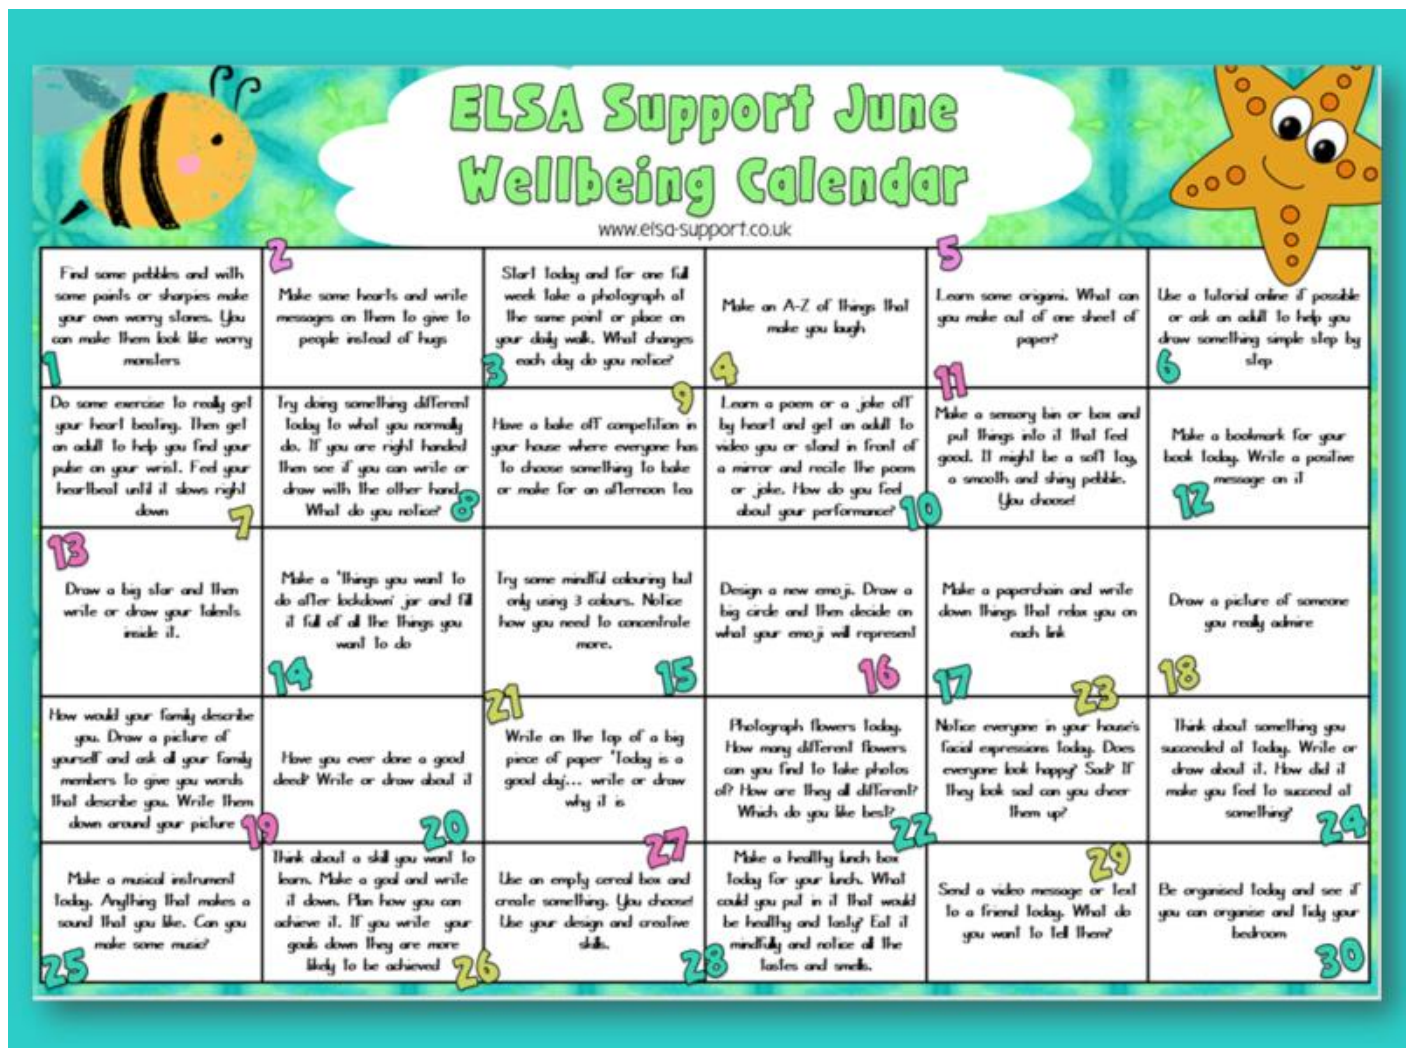 ELSA Support June
Wellbeing Calendar
www.elsa-support.co.uk
Find some pebbles and with
some paints or sharpies make
your own worry stones. You
can make them look like worry
monsters
1
2
Make some hearts and write
messages on them to give to
people instead of hugs
Start today and for one full
week take a photograph at
the same point or place on
your daily walk. What changes
each day do you notice?
3
Make an A-Z of things that
make you laugh
4
5
Learn some origami. What can
you make out of one sheet of
paper?
Use a tutorial online if possible
or ask an adult to help you
draw something simple step by
step
6
Do some exercise to really get
your heart beating. Then get
an adult to help you find your
pulse on your wrist. Feel your
heartbeat until it slows right
down
7
Try doing something different
today to what you normally
do. If you are right handed
then see if you can write or
draw with the other hand.
What do you notice?
8
9
Have a bake off competition in
your house where everyone has
to choose something to bake
or make for an afternoon tea
Learn a poem or a joke off
by heart and get an adult to
video you or stand in front of
a mirror and recite the poem
or joke. How do you feel
about your performance?
10
11
Make a sensory bin or box and
put things into it that feel
good. It might be a soft toy,
a smooth and shiny pebble.
You choose!
Make a bookmark for your
book today. Write a positive
message on it
12
13
Draw a big star and then
write or draw your talents
inside it.
Make a 'things you want to
do after lockdown' jar and fill
it full of all the things you
want to do
14
Try some mindful colouring but
only using 3 colours. Notice
how you need to concentrate
more.
15
Design a new emoji. Draw a
big circle and then decide on
what your emoji will represent
16
Make a paperchain and write
down things that relax you on
each link
17
Draw a picture of someone
you really admire
18
How would your family describe
you. Draw a picture of
yourself and ask all your family
members to give you words
that describe you. Write them
down around your picture
19
Have you ever done a good
deed? Write or draw about it
20
21
Write on the top of a big
piece of paper 'Today is a
good day'... write or draw
why it is
Photograph flowers today.
How many different flowers
can you find to take photos
of? How are they all different?
Which do you like best?
22
23
Notice everyone in your house's
facial expressions today. Does
everyone look happy? Sad? If
they look sad can you cheer
them up?
Think about something you
succeeded at today. Write or
draw about it. How did it
make you feel to succeed at
something?
24
Make a musical instrument
today. Anything that makes a
sound that you like. Can you
make some music?
25
Think about a skill you want to
learn. Make a goal and write
it down. Plan how you can
achieve it. If you write your
goals down they are more
likely to be achieved
26
27
Use an empty cereal box and
create something. You choose!
Use your design and creative
skills.
Make a healthy lunch box
today for your lunch. What
could you put in it that would
be healthy and tasty? Eat it
mindfully and notice all the
tastes and smells.
28
29
Send a video message or text
to a friend today. What do
you want to tell them?
Be organised today and see if
you can organise and tidy your
bedroom
30